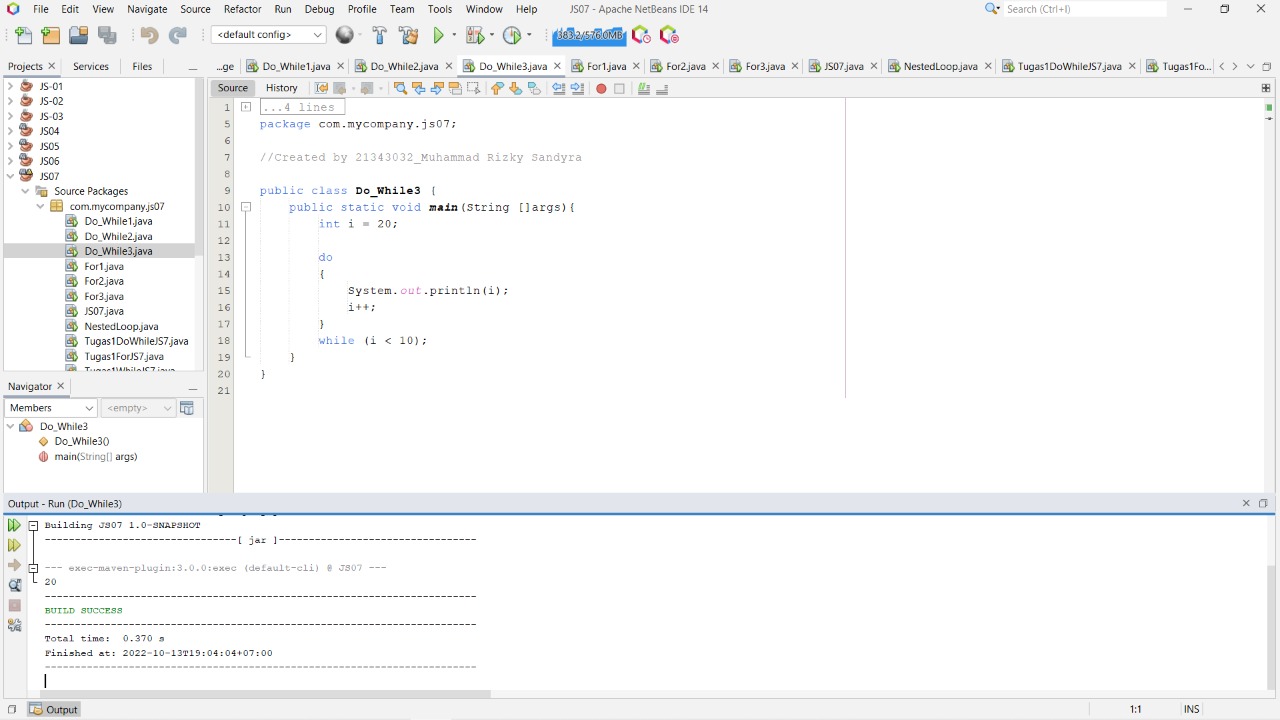 File Edit View Navigate Source Refactor Run Debug Profile Team Tools Window Help JS07 - Apache NetBeans IDE 14 Search (Ctrl+I)
<default config> 383.2/576.0MB
Projects Services Files ...ge Do_While1.java Do_While2.java Do_While3.java For1.java For2.java For3.java JS07.java NestedLoop.java Tugas1DoWhileJS7.java Tugas1Fo...
Source History
JS-01
JS-02
JS-03
JS04
JS05
JS06
JS07
Source Packages
com.mycompany.js07
Do_While1.java
Do_While2.java
Do_While3.java
For1.java
For2.java
For3.java
JS07.java
NestedLoop.java
Tugas1DoWhileJS7.java
Tugas1ForJS7.java
Tugas1WhileJS7.java
1 ...4 lines
5 package com.mycompany.js07;
6
7 //Created by 21343032_Muhammad Rizky Sandyra
8
9 public class Do_While3 {
10 public static void main(String []args){
11 int i = 20;
12
13 do
14 {
15 System.out.println(i);
16 i++;
17 }
18 while (i < 10);
19 }
20 }
21
Navigator
Members <empty>
Do_While3
Do_While3()
main(String[] args)
Output - Run (Do_While3)
Building JS07 1.0-SNAPSHOT
--------------------------------[ jar ]---------------------------------
--- exec-maven-plugin:3.0.0:exec (default-cli) @ JS07 ---
20
------------------------------------------------------------------------
BUILD SUCCESS
------------------------------------------------------------------------
Total time: 0.370 s
Finished at: 2022-10-13T19:04:04+07:00
------------------------------------------------------------------------
Output 1:1 INS